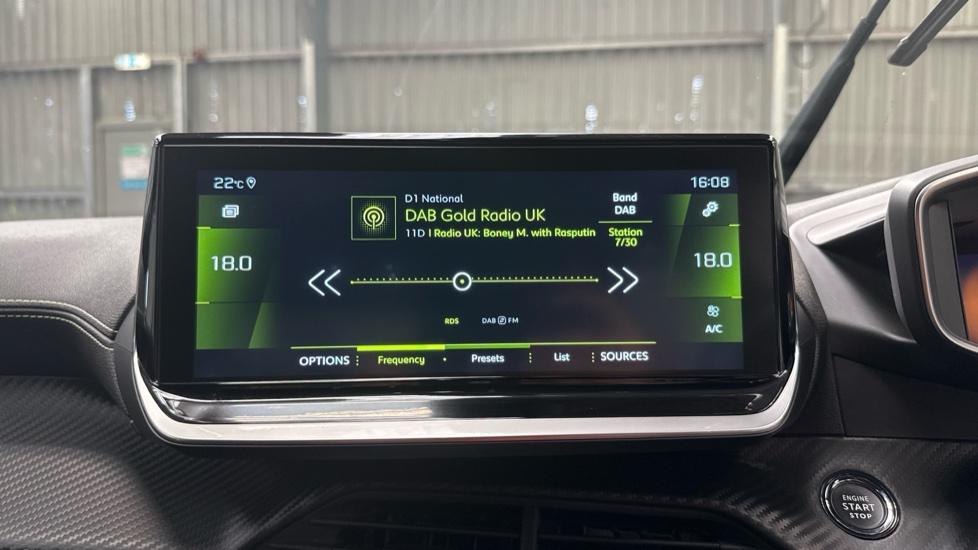 22°C
16:08
D1 National
DAB Gold Radio UK
11D | Radio UK: Boney M. with Rasputin
Band
DAB
Station
7/30
18.0
18.0
RDS
DAB FM
A/C
OPTIONS
Frequency
Presets
List
SOURCES
ENGINE
START
STOP